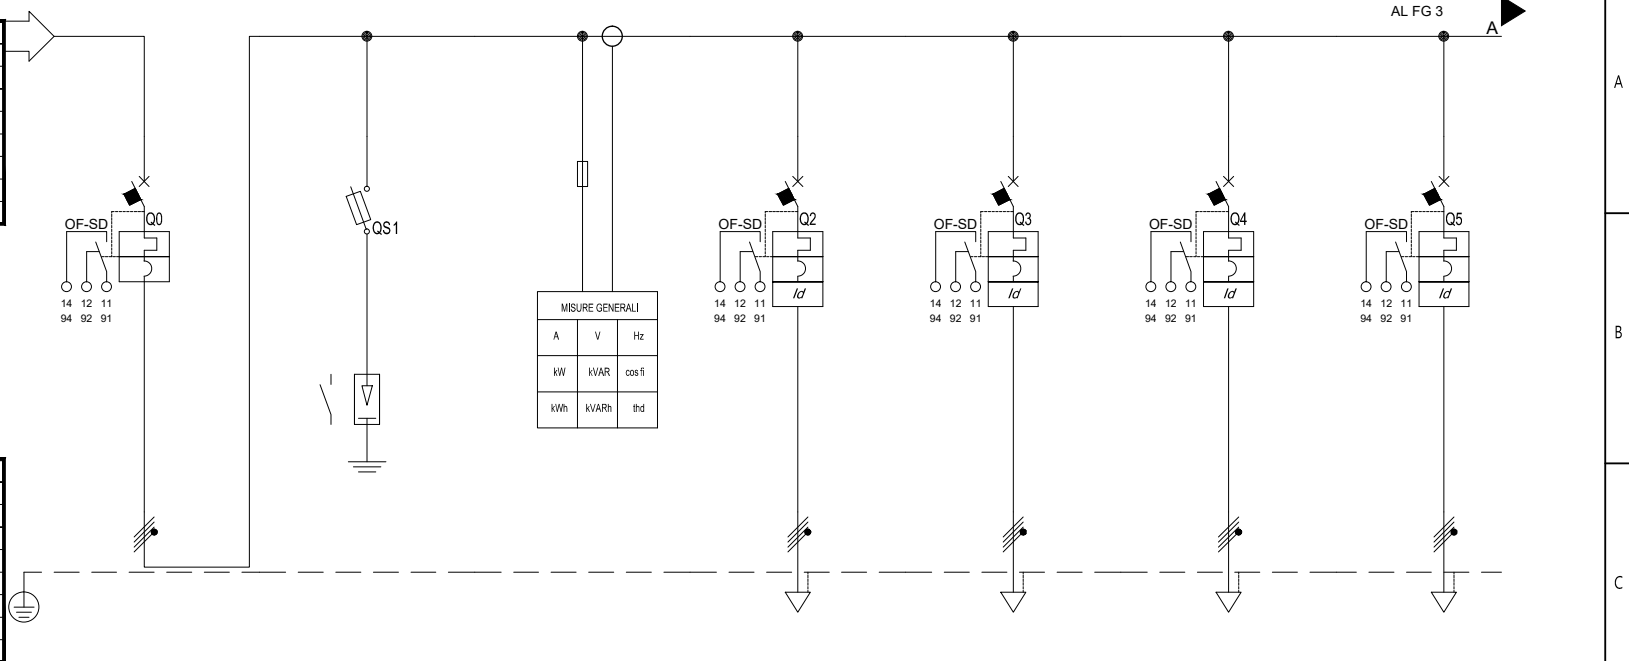 AL FG 3
A
A
Q0
OF-SD
14 12 11
94 92 91
QS1
MISURE GENERALI
A V Hz
kW kVAR cos fi
kWh kVARh thd
Q2
OF-SD
Id
14 12 11
94 92 91
Q3
OF-SD
Id
14 12 11
94 92 91
Q4
OF-SD
Id
14 12 11
94 92 91
Q5
OF-SD
Id
14 12 11
94 92 91
B
C